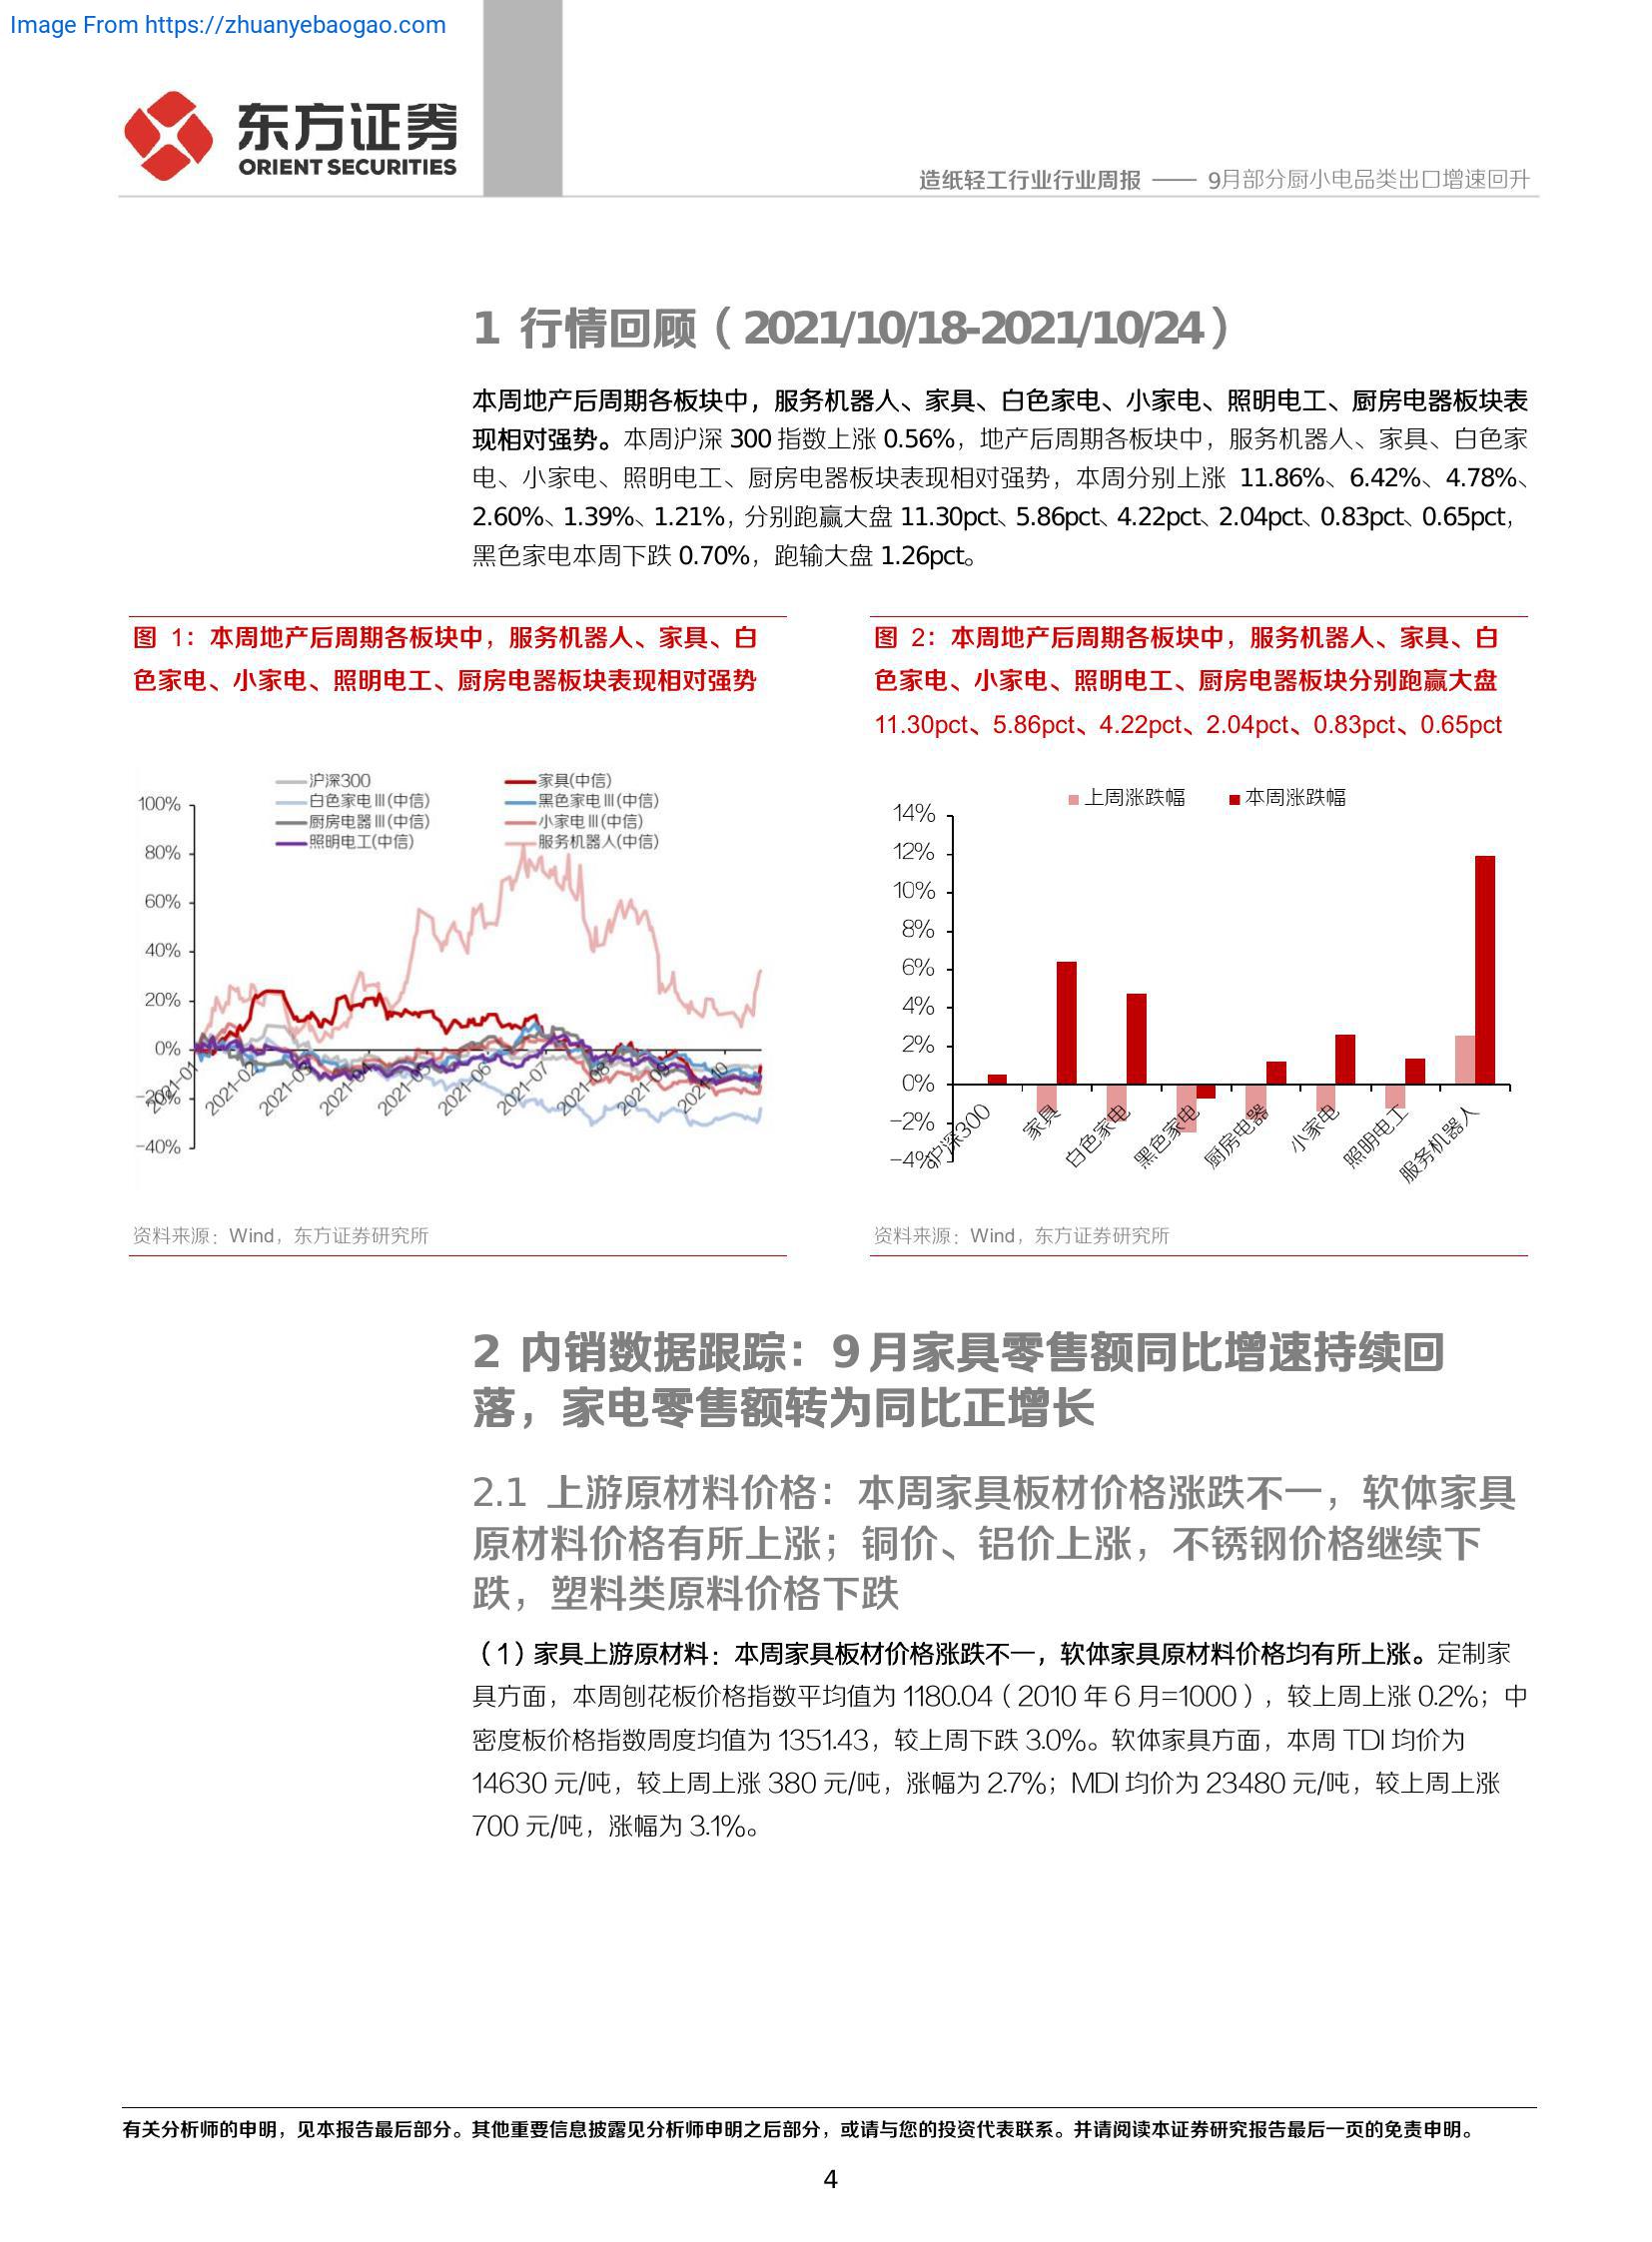 Image From https://zhuanyebaogao.com
东方证券
ORIENT SECURITIES
造纸轻工行业行业周报 —— 9月部分厨小电品类出口增速回升
1 行情回顾（2021/10/18-2021/10/24）
本周地产后周期各板块中，服务机器人、家具、白色家电、小家电、照明电工、厨房电器板块表
现相对强势。本周沪深 300 指数上涨 0.56%，地产后周期各板块中，服务机器人、家具、白色家
电、小家电、照明电工、厨房电器板块表现相对强势，本周分别上涨 11.86%、6.42%、4.78%、
2.60%、1.39%、1.21%，分别跑赢大盘 11.30pct、5.86pct、4.22pct、2.04pct、0.83pct、0.65pct，
黑色家电本周下跌 0.70%，跑输大盘 1.26pct。
图 1：本周地产后周期各板块中，服务机器人、家具、白
色家电、小家电、照明电工、厨房电器板块表现相对强势
沪深300
家具(中信)
白色家电Ⅲ(中信)
黑色家电Ⅲ(中信)
厨房电器Ⅲ(中信)
小家电Ⅲ(中信)
照明电工(中信)
服务机器人(中信)
100%
80%
60%
40%
20%
0%
-20%
-40%
2021-01
2021-02
2021-03
2021-04
2021-05
2021-06
2021-07
2021-08
2021-09
2021-10
资料来源：Wind，东方证券研究所
图 2：本周地产后周期各板块中，服务机器人、家具、白
色家电、小家电、照明电工、厨房电器板块分别跑赢大盘
11.30pct、5.86pct、4.22pct、2.04pct、0.83pct、0.65pct
上周涨跌幅
本周涨跌幅
14%
12%
10%
8%
6%
4%
2%
0%
-2%
-4%
沪深300
家具
白色家电
黑色家电
厨房电器
小家电
照明电工
服务机器人
资料来源：Wind，东方证券研究所
2 内销数据跟踪：9月家具零售额同比增速持续回
落，家电零售额转为同比正增长
2.1 上游原材料价格：本周家具板材价格涨跌不一，软体家具
原材料价格有所上涨；铜价、铝价上涨，不锈钢价格继续下
跌，塑料类原料价格下跌
（1）家具上游原材料：本周家具板材价格涨跌不一，软体家具原材料价格均有所上涨。定制家
具方面，本周刨花板价格指数平均值为 1180.04（2010 年 6 月=1000），较上周上涨 0.2%；中
密度板价格指数周度均值为 1351.43，较上周下跌 3.0%。软体家具方面，本周 TDI 均价为
14630 元/吨，较上周上涨 380 元/吨，涨幅为 2.7%；MDI 均价为 23480 元/吨，较上周上涨
700 元/吨，涨幅为 3.1%。
有关分析师的申明，见本报告最后部分。其他重要信息披露见分析师申明之后部分，或请与您的投资代表联系。并请阅读本证券研究报告最后一页的免责申明。
4